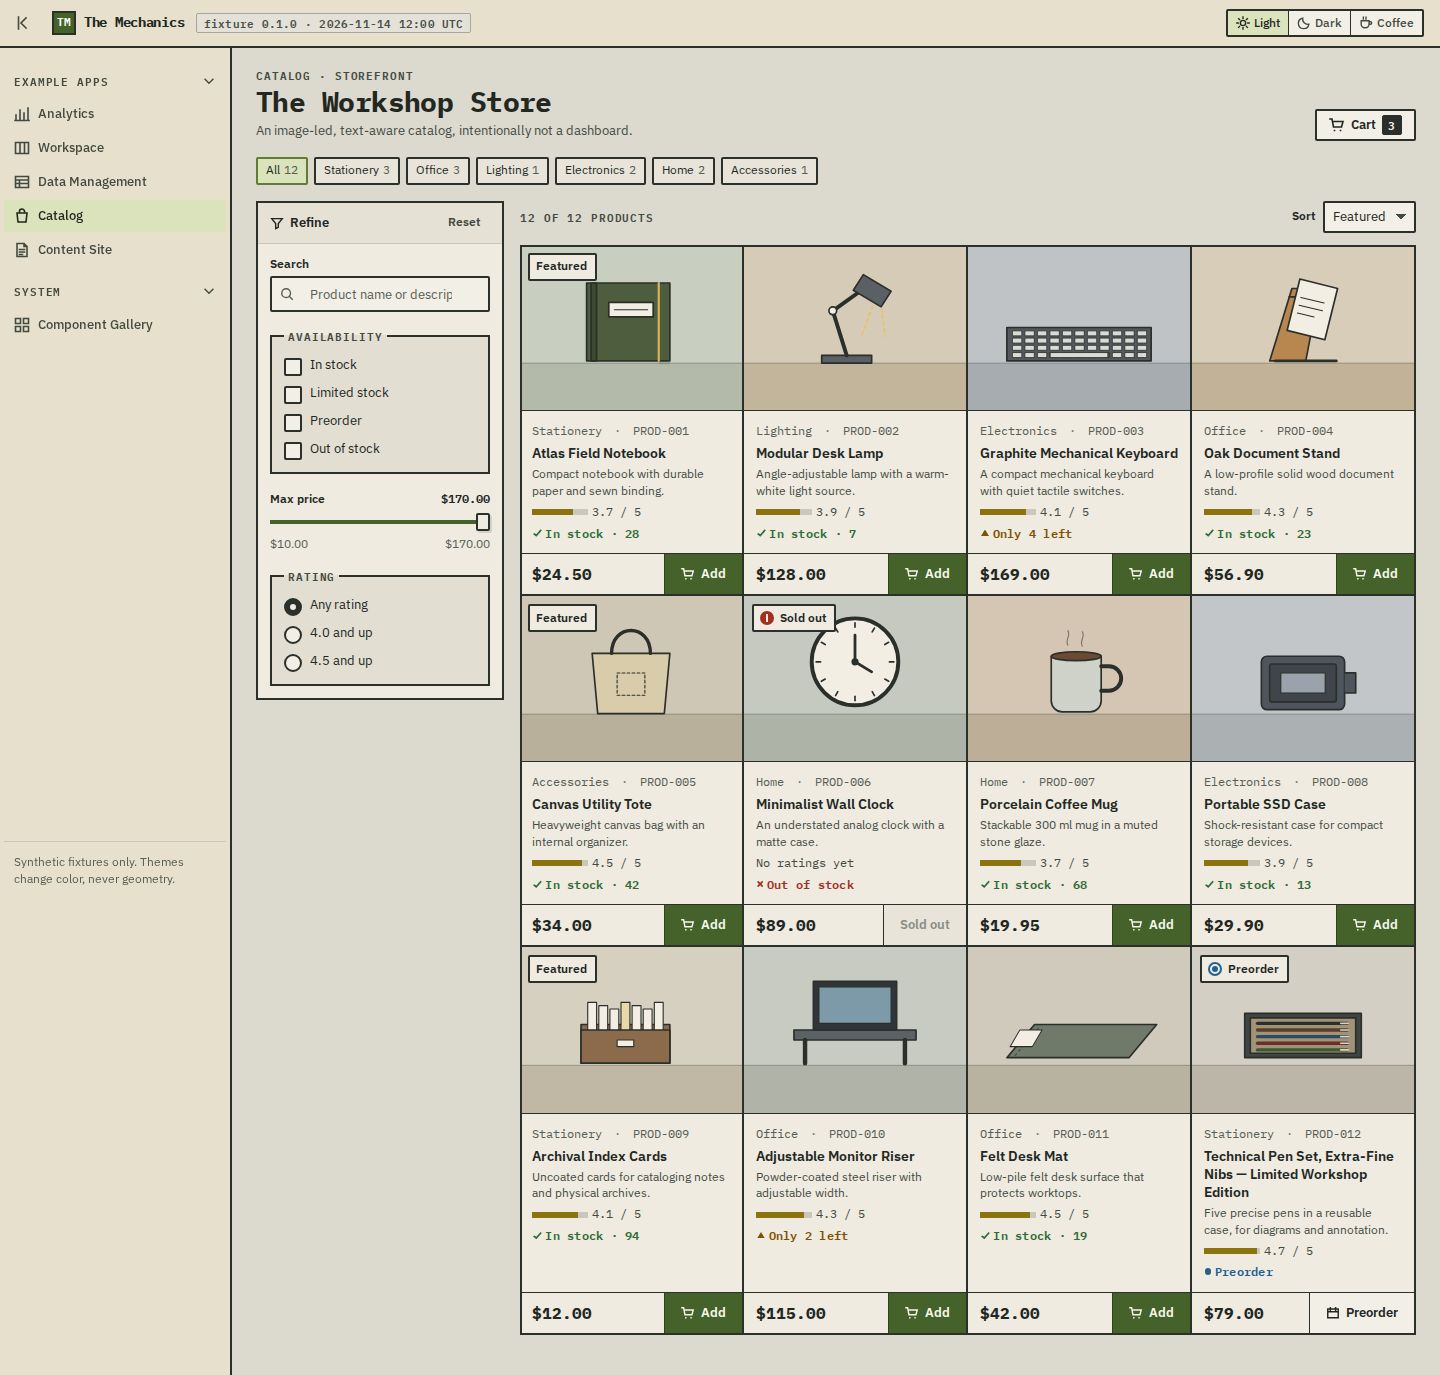 TM The Mechanics fixture 0.1.0 · 2026-11-14 12:00 UTC Light Dark Coffee
EXAMPLE APPS
Analytics
Workspace
Data Management
Catalog
Content Site
SYSTEM
Component Gallery
Synthetic fixtures only. Themes
change color, never geometry.
CATALOG · STOREFRONT
The Workshop Store
An image-led, text-aware catalog, intentionally not a dashboard.
Cart 3
All 12 Stationery 3 Office 3 Lighting 1 Electronics 2 Home 2 Accessories 1
Refine Reset
Search
Product name or descrip
AVAILABILITY
In stock
Limited stock
Preorder
Out of stock
Max price $170.00
$10.00 $170.00
RATING
Any rating
4.0 and up
4.5 and up
12 OF 12 PRODUCTS
Sort Featured
Featured
Stationery · PROD-001
Atlas Field Notebook
Compact notebook with durable
paper and sewn binding.
3.7 / 5
In stock · 28
$24.50 Add
Lighting · PROD-002
Modular Desk Lamp
Angle-adjustable lamp with a warm-
white light source.
3.9 / 5
In stock · 7
$128.00 Add
Electronics · PROD-003
Graphite Mechanical Keyboard
A compact mechanical keyboard
with quiet tactile switches.
4.1 / 5
Only 4 left
$169.00 Add
Office · PROD-004
Oak Document Stand
A low-profile solid wood document
stand.
4.3 / 5
In stock · 23
$56.90 Add
Featured
Accessories · PROD-005
Canvas Utility Tote
Heavyweight canvas bag with an
internal organizer.
4.5 / 5
In stock · 42
$34.00 Add
Sold out
Home · PROD-006
Minimalist Wall Clock
An understated analog clock with a
matte case.
No ratings yet
Out of stock
$89.00 Sold out
Home · PROD-007
Porcelain Coffee Mug
Stackable 300 ml mug in a muted
stone glaze.
3.7 / 5
In stock · 68
$19.95 Add
Electronics · PROD-008
Portable SSD Case
Shock-resistant case for compact
storage devices.
3.9 / 5
In stock · 13
$29.90 Add
Featured
Stationery · PROD-009
Archival Index Cards
Uncoated cards for cataloging notes
and physical archives.
4.1 / 5
In stock · 94
$12.00 Add
Office · PROD-010
Adjustable Monitor Riser
Powder-coated steel riser with
adjustable width.
4.3 / 5
Only 2 left
$115.00 Add
Office · PROD-011
Felt Desk Mat
Low-pile felt desk surface that
protects worktops.
4.5 / 5
In stock · 19
$42.00 Add
Preorder
Stationery · PROD-012
Technical Pen Set, Extra-Fine
Nibs — Limited Workshop
Edition
Five precise pens in a reusable
case, for diagrams and annotation.
4.7 / 5
Preorder
$79.00 Preorder